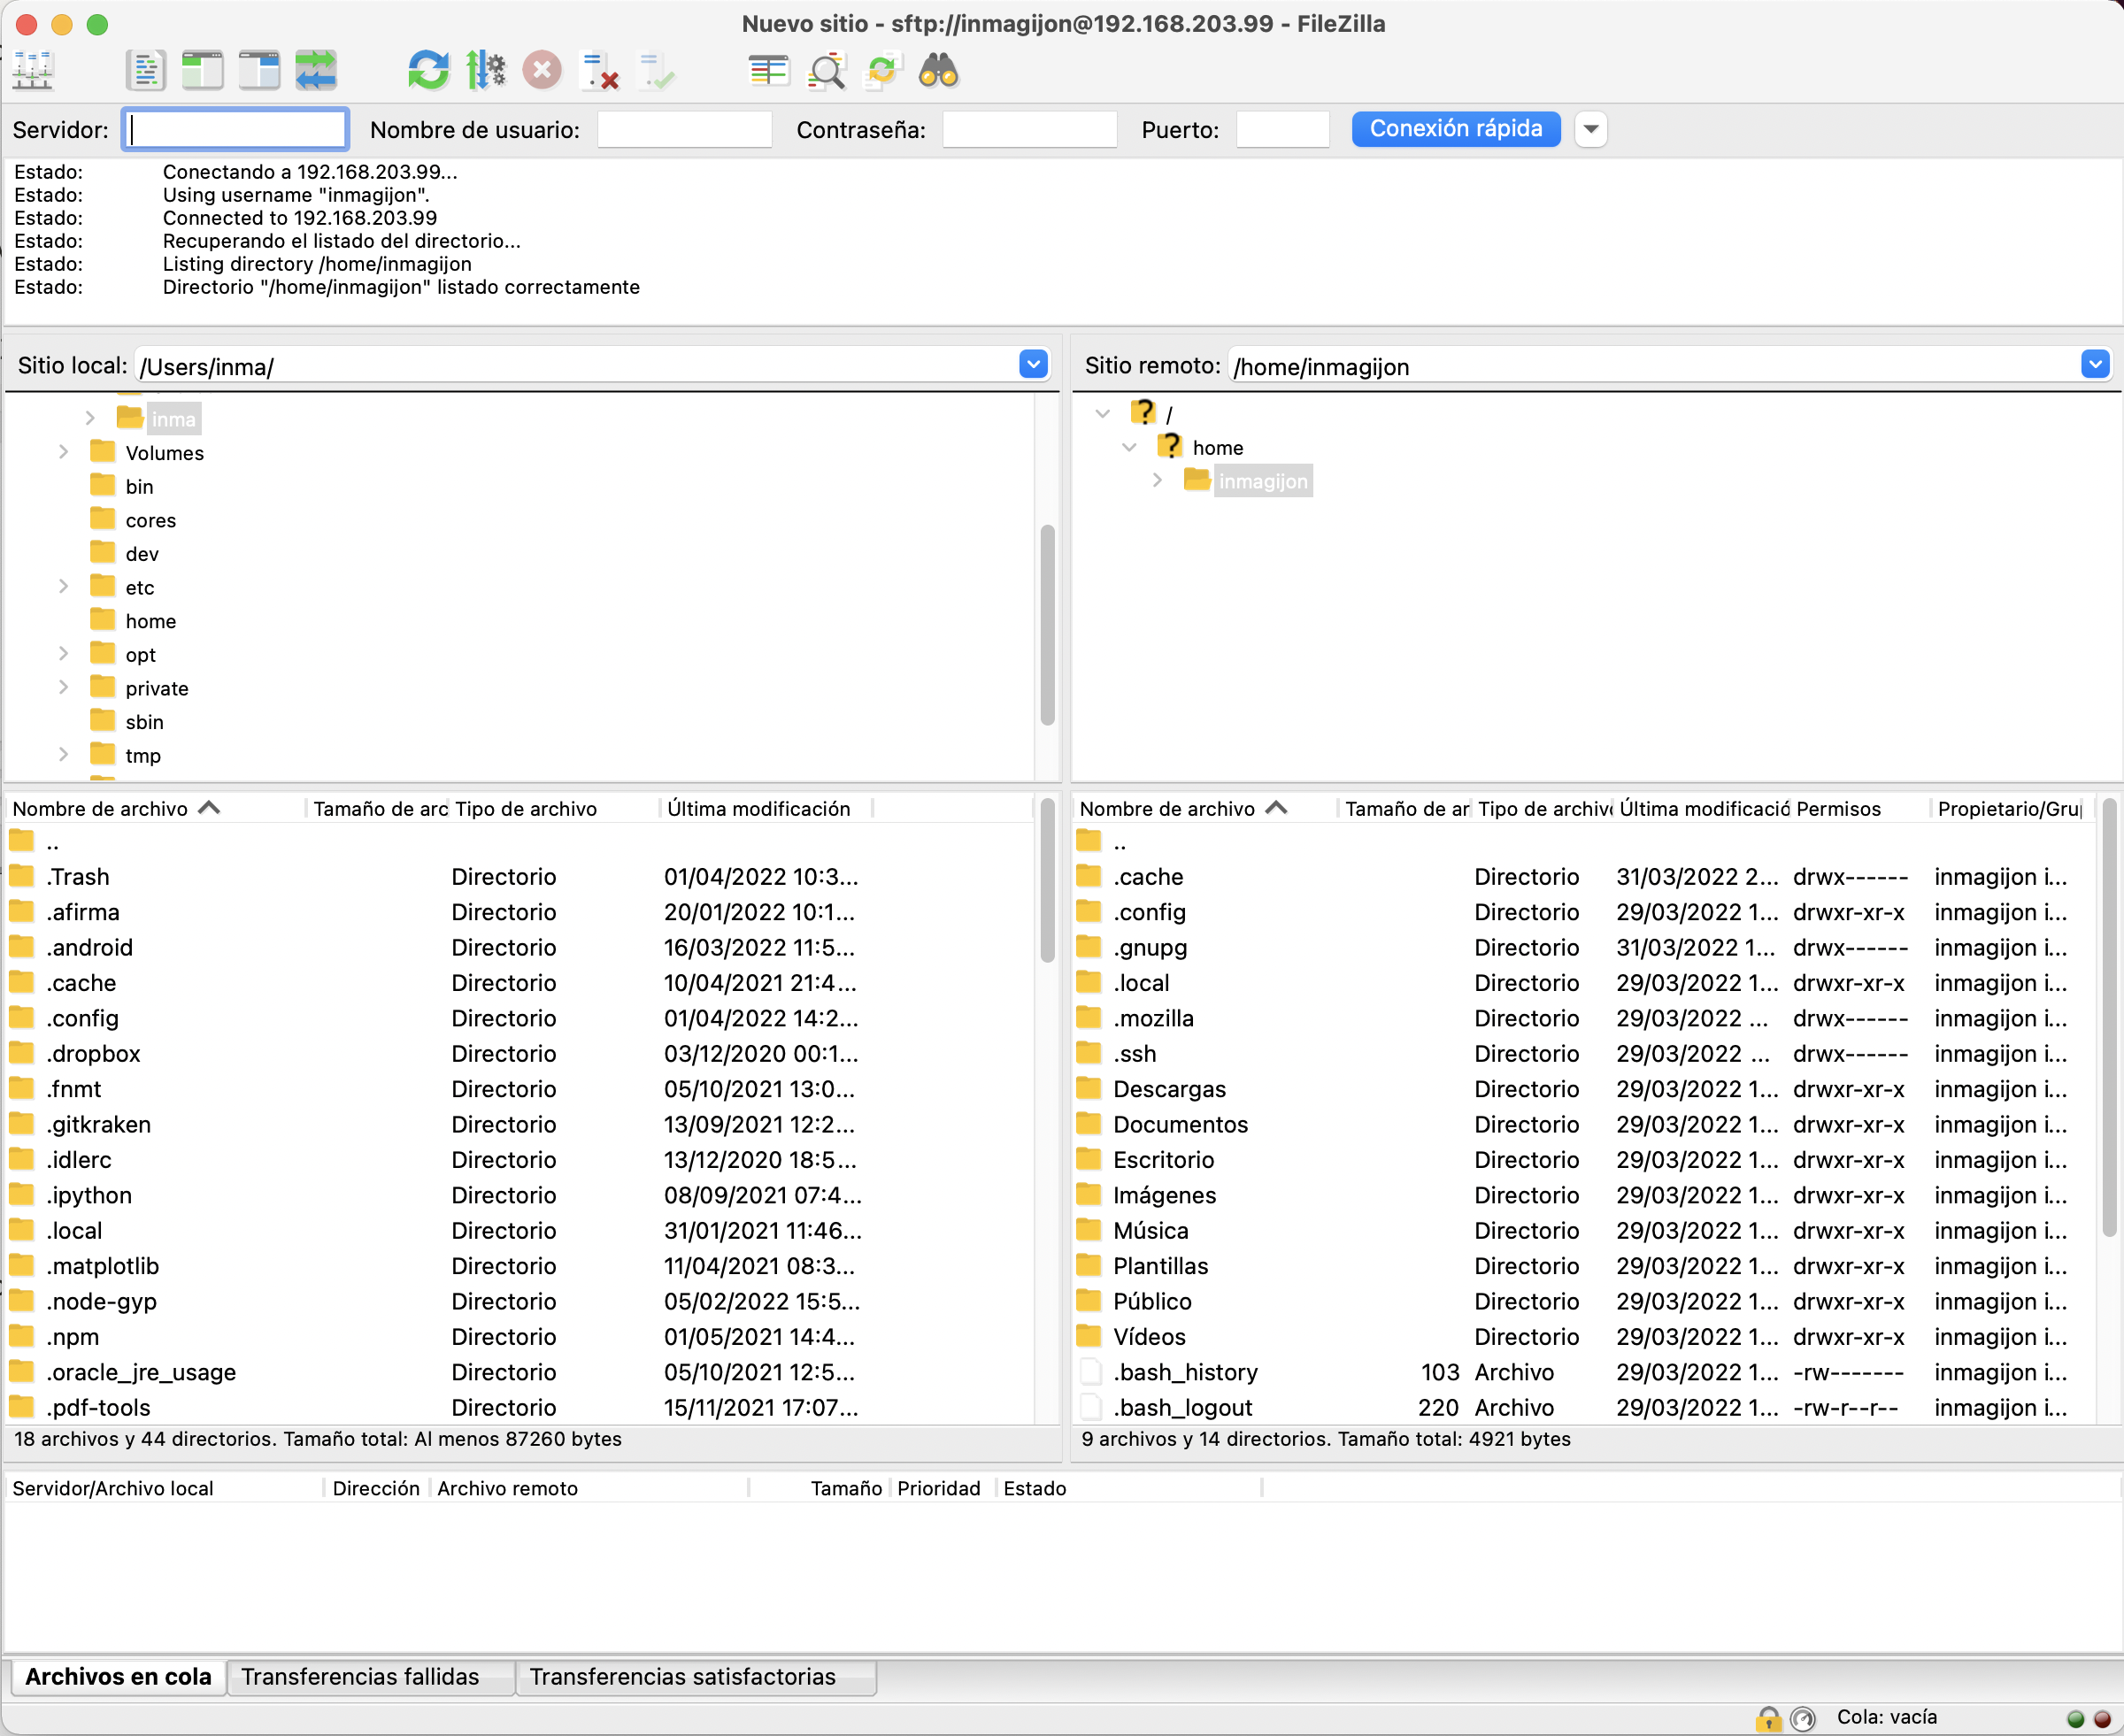 Nuevo sitio - sftp://inmagijon@192.168.203.99 - FileZilla
Servidor: Nombre de usuario: Contraseña: Puerto: Conexión rápida
Estado: Conectando a 192.168.203.99...
Estado: Using username "inmagijon".
Estado: Connected to 192.168.203.99
Estado: Recuperando el listado del directorio...
Estado: Listing directory /home/inmagijon
Estado: Directorio "/home/inmagijon" listado correctamente
Sitio local: /Users/inma/
inma
Volumes
bin
cores
dev
etc
home
opt
private
sbin
tmp
Sitio remoto: /home/inmagijon
/
home
inmagijon
Nombre de archivo Tamaño de arc Tipo de archivo Última modificación
..
.Trash Directorio 01/04/2022 10:3...
.afirma Directorio 20/01/2022 10:1...
.android Directorio 16/03/2022 11:5...
.cache Directorio 10/04/2021 21:4...
.config Directorio 01/04/2022 14:2...
.dropbox Directorio 03/12/2020 00:1...
.fnmt Directorio 05/10/2021 13:0...
.gitkraken Directorio 13/09/2021 12:2...
.idlerc Directorio 13/12/2020 18:5...
.ipython Directorio 08/09/2021 07:4...
.local Directorio 31/01/2021 11:46...
.matplotlib Directorio 11/04/2021 08:3...
.node-gyp Directorio 05/02/2022 15:5...
.npm Directorio 01/05/2021 14:4...
.oracle_jre_usage Directorio 05/10/2021 12:5...
.pdf-tools Directorio 15/11/2021 17:07...
18 archivos y 44 directorios. Tamaño total: Al menos 87260 bytes
Nombre de archivo Tamaño de ar Tipo de archivo Última modificació Permisos Propietario/Gru
..
.cache Directorio 31/03/2022 2... drwx------ inmagijon i...
.config Directorio 29/03/2022 1... drwxr-xr-x inmagijon i...
.gnupg Directorio 31/03/2022 1... drwx------ inmagijon i...
.local Directorio 29/03/2022 1... drwxr-xr-x inmagijon i...
.mozilla Directorio 29/03/2022 ... drwx------ inmagijon i...
.ssh Directorio 29/03/2022 ... drwx------ inmagijon i...
Descargas Directorio 29/03/2022 1... drwxr-xr-x inmagijon i...
Documentos Directorio 29/03/2022 1... drwxr-xr-x inmagijon i...
Escritorio Directorio 29/03/2022 1... drwxr-xr-x inmagijon i...
Imágenes Directorio 29/03/2022 1... drwxr-xr-x inmagijon i...
Música Directorio 29/03/2022 1... drwxr-xr-x inmagijon i...
Plantillas Directorio 29/03/2022 1... drwxr-xr-x inmagijon i...
Público Directorio 29/03/2022 1... drwxr-xr-x inmagijon i...
Vídeos Directorio 29/03/2022 1... drwxr-xr-x inmagijon i...
.bash_history 103 Archivo 29/03/2022 1... -rw------- inmagijon i...
.bash_logout 220 Archivo 29/03/2022 1... -rw-r--r-- inmagijon i...
9 archivos y 14 directorios. Tamaño total: 4921 bytes
Servidor/Archivo local Dirección Archivo remoto Tamaño Prioridad Estado
Archivos en cola Transferencias fallidas Transferencias satisfactorias
Cola: vacía